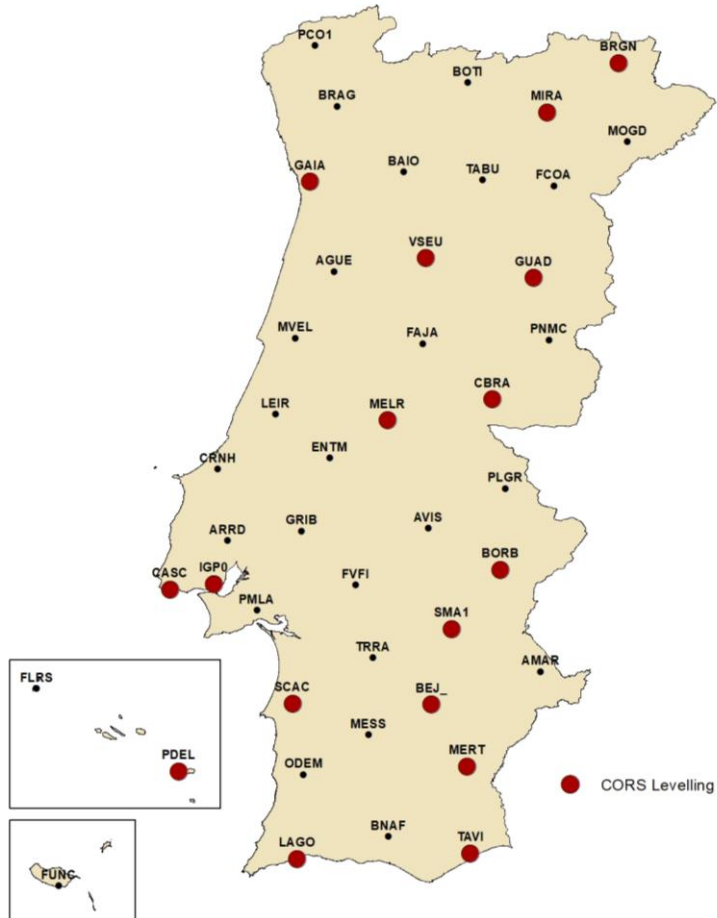 PCO1
BRGN
BOTI
MIRA
BRAG
MOGD
GAIA
BAIO
TABU
FCOA
VSEU
AGUE
GUAD
MVEL
FAJA
PNMC
CBRA
LEIR
MELR
ENTM
CRNH
PLGR
GRIB
AVIS
ARRD
BORB
CASC
IGP0
FVFI
PMLA
SMA1
TRRA
AMAR
FLRS
SCAC
BEJ_
MESS
PDEL
MERT
ODEM
CORS Levelling
BNAF
LAGO
TAVI
FUNC